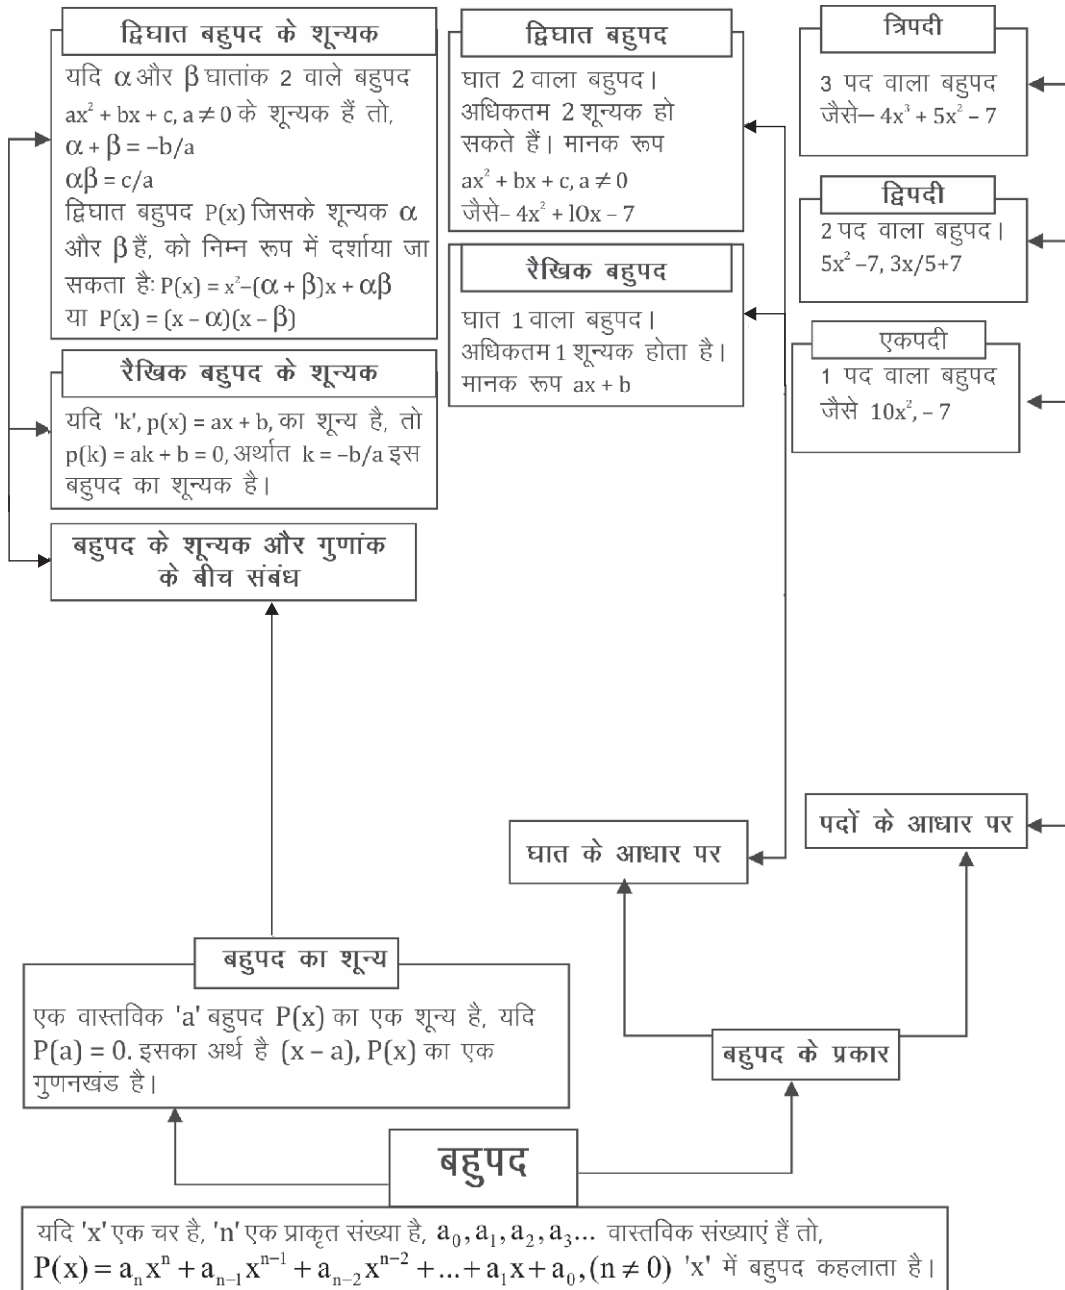 द्विघात बहुपद के शून्यक
यदि α और β घातांक 2 वाले बहुपद
ax² + bx + c, a ≠ 0 के शून्यक हैं तो,
α + β = –b/a
αβ = c/a
द्विघात बहुपद P(x) जिसके शून्यक α
और β हैं, को निम्न रूप में दर्शाया जा
सकता है: P(x) = x²–(α + β)x + αβ
या P(x) = (x – α)(x – β)
रैखिक बहुपद के शून्यक
यदि 'k', p(x) = ax + b, का शून्य है, तो
p(k) = ak + b = 0, अर्थात k = –b/a इस
बहुपद का शून्यक है।
बहुपद के शून्यक और गुणांक
के बीच संबंध
द्विघात बहुपद
घात 2 वाला बहुपद।
अधिकतम 2 शून्यक हो
सकते हैं। मानक रूप
ax² + bx + c, a ≠ 0
जैसे– 4x² + l0x – 7
रैखिक बहुपद
घात 1 वाला बहुपद।
अधिकतम 1 शून्यक होता है।
मानक रूप ax + b
त्रिपदी
3 पद वाला बहुपद
जैसे– 4x³ + 5x² – 7
द्विपदी
2 पद वाला बहुपद।
5x² –7, 3x/5+7
एकपदी
1 पद वाला बहुपद
जैसे 10x², – 7
घात के आधार पर
पदों के आधार पर
बहुपद का शून्य
एक वास्तविक 'a' बहुपद P(x) का एक शून्य है, यदि
P(a) = 0. इसका अर्थ है (x – a), P(x) का एक
गुणनखंड है।
बहुपद के प्रकार
बहुपद
यदि 'x' एक चर है, 'n' एक प्राकृत संख्या है, a₀, a₁, a₂, a₃... वास्तविक संख्याएं हैं तो,
P(x) = aₙxⁿ + aₙ₋₁xⁿ⁻¹ + aₙ₋₂xⁿ⁻² + ... + a₁x + a₀, (n ≠ 0) 'x' में बहुपद कहलाता है।